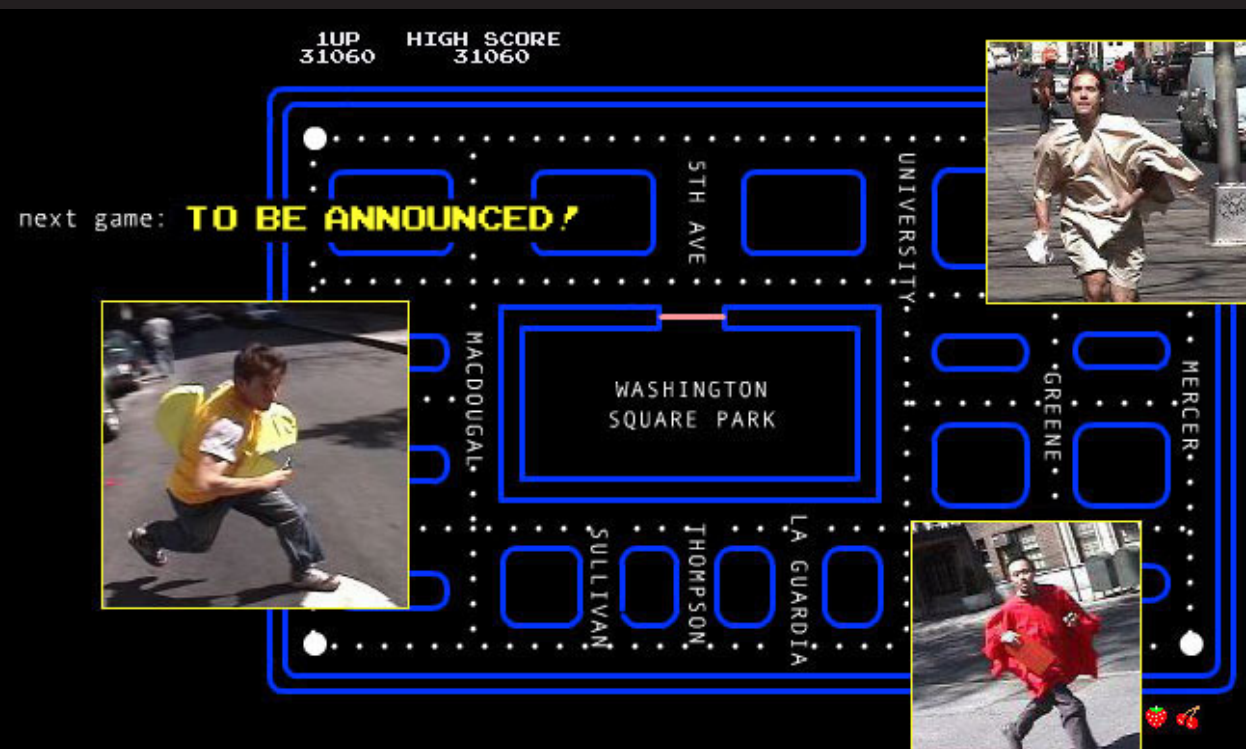 1UP HIGH SCORE
31060 31060
next game: TO BE ANNOUNCED!
5TH AVE
UNIVERSITY
MACDOUGAL
WASHINGTON
SQUARE PARK
GREENE
MERCER
SULLIVAN
THOMPSON
LA GUARDIA